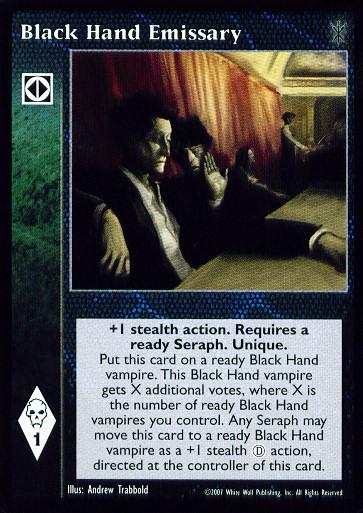 Black Hand Emissary
+1 stealth action. Requires a
ready Seraph. Unique.
Put this card on a ready Black Hand
vampire. This Black Hand vampire
gets X additional votes, where X is
the number of ready Black Hand
vampires you control. Any Seraph may
move this card to a ready Black Hand
vampire as a +1 stealth Ⓓ action,
directed at the controller of this card.
1
Illus: Andrew Trabbold
©2007 White Wolf Publishing, Inc. All Rights Reserved